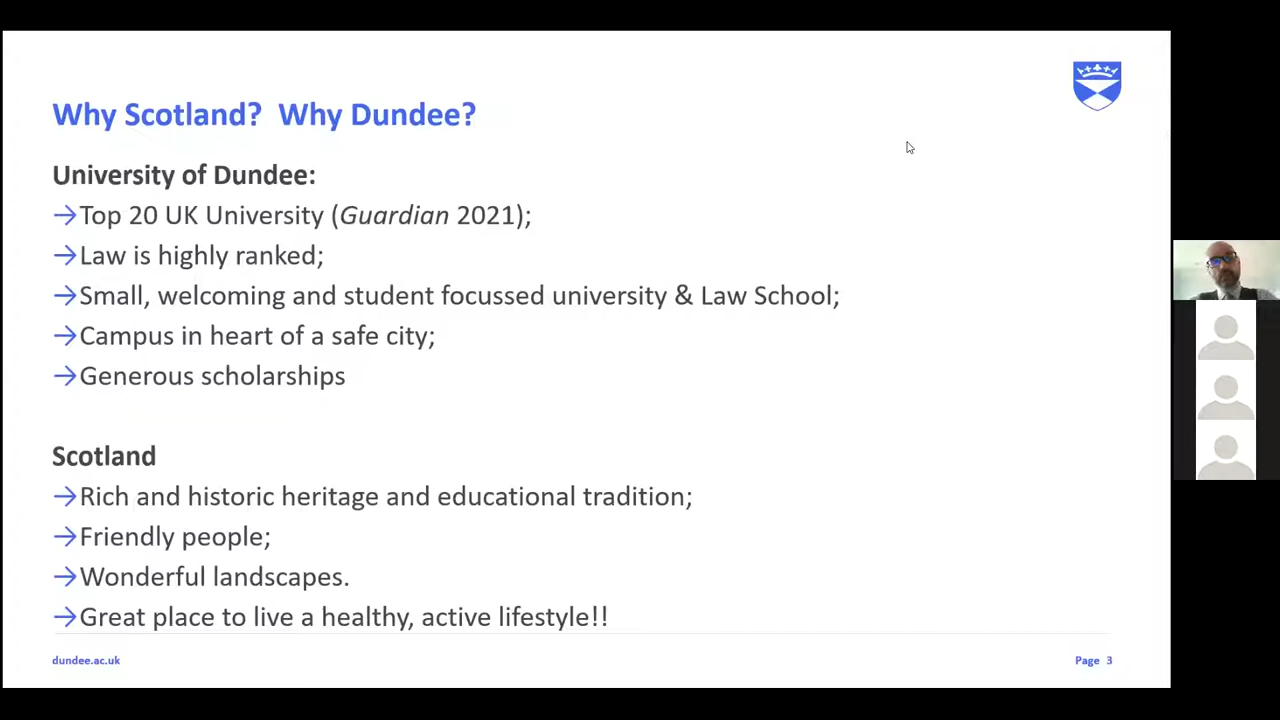 Why Scotland?  Why Dundee?
University of Dundee:
→Top 20 UK University (Guardian 2021);
→Law is highly ranked;
→Small, welcoming and student focussed university & Law School;
→Campus in heart of a safe city;
→Generous scholarships
Scotland
→Rich and historic heritage and educational tradition;
→Friendly people;
→Wonderful landscapes.
→Great place to live a healthy, active lifestyle!!
dundee.ac.uk
Page 3